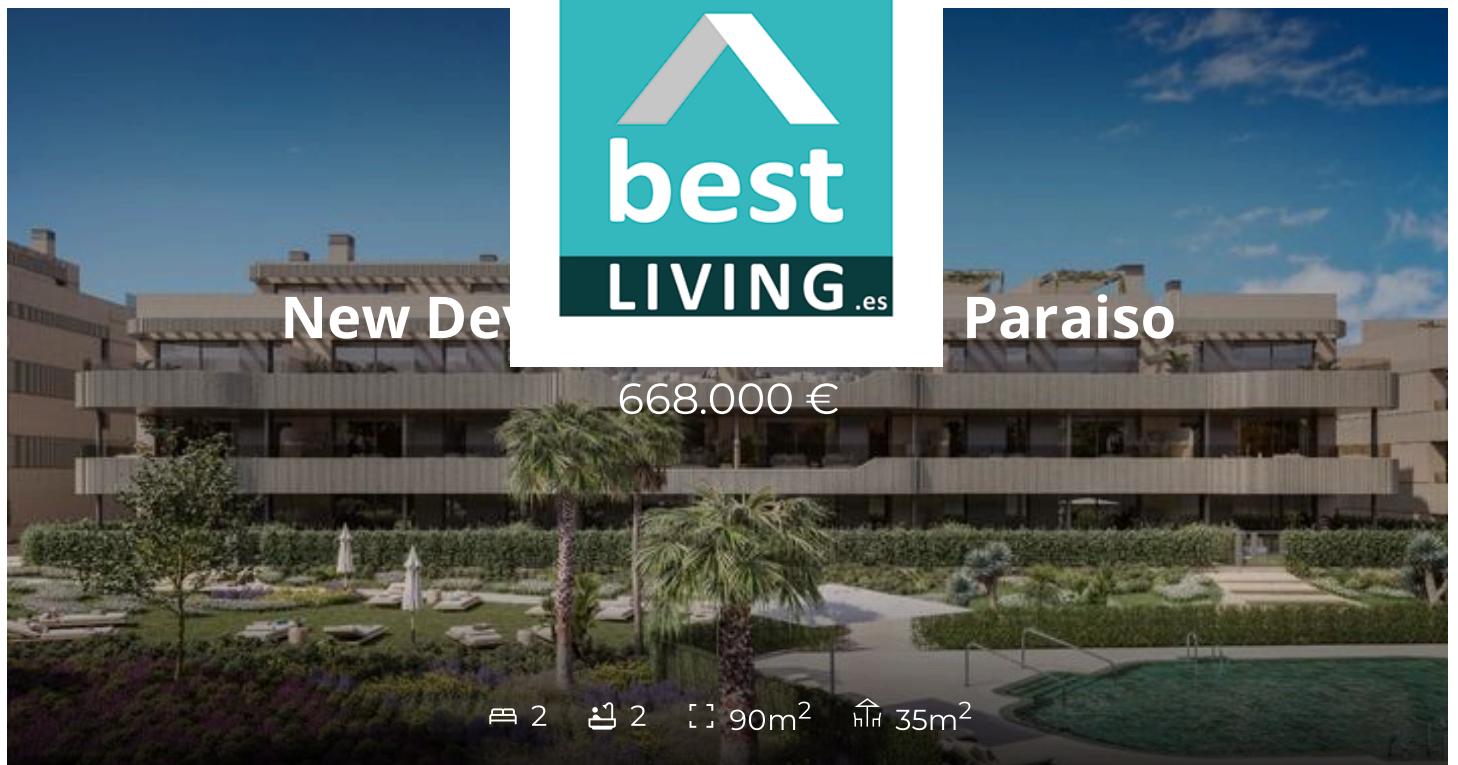 best
LIVING.es
New Dev Paraiso
668.000 €
2 2 90m² 35m²